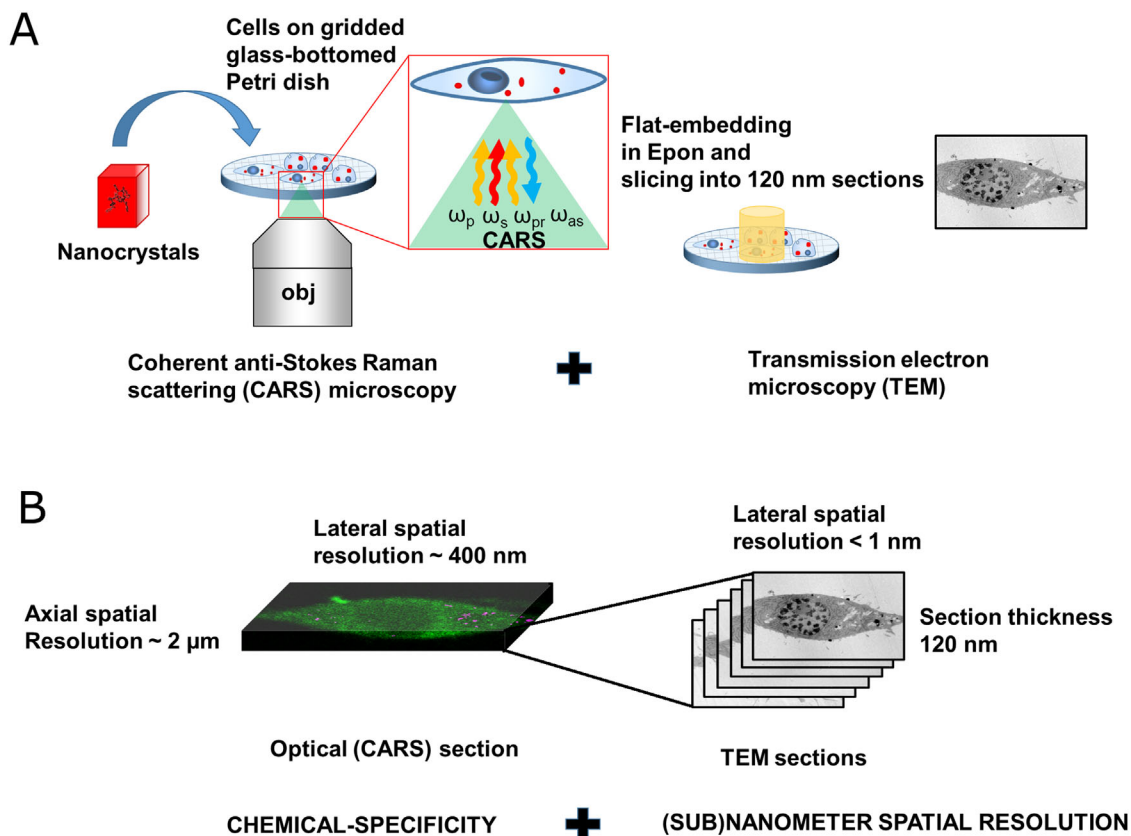 A
Cells on gridded
glass-bottomed
Petri dish
Nanocrystals
obj
ωp ωs ωpr ωas
CARS
Flat-embedding
in Epon and
slicing into 120 nm sections
Coherent anti-Stokes Raman
scattering (CARS) microscopy
Transmission electron
microscopy (TEM)
B
Lateral spatial
resolution ~ 400 nm
Axial spatial
Resolution ~ 2 µm
Lateral spatial
resolution < 1 nm
Section thickness
120 nm
Optical (CARS) section
TEM sections
CHEMICAL-SPECIFICITY
(SUB)NANOMETER SPATIAL RESOLUTION